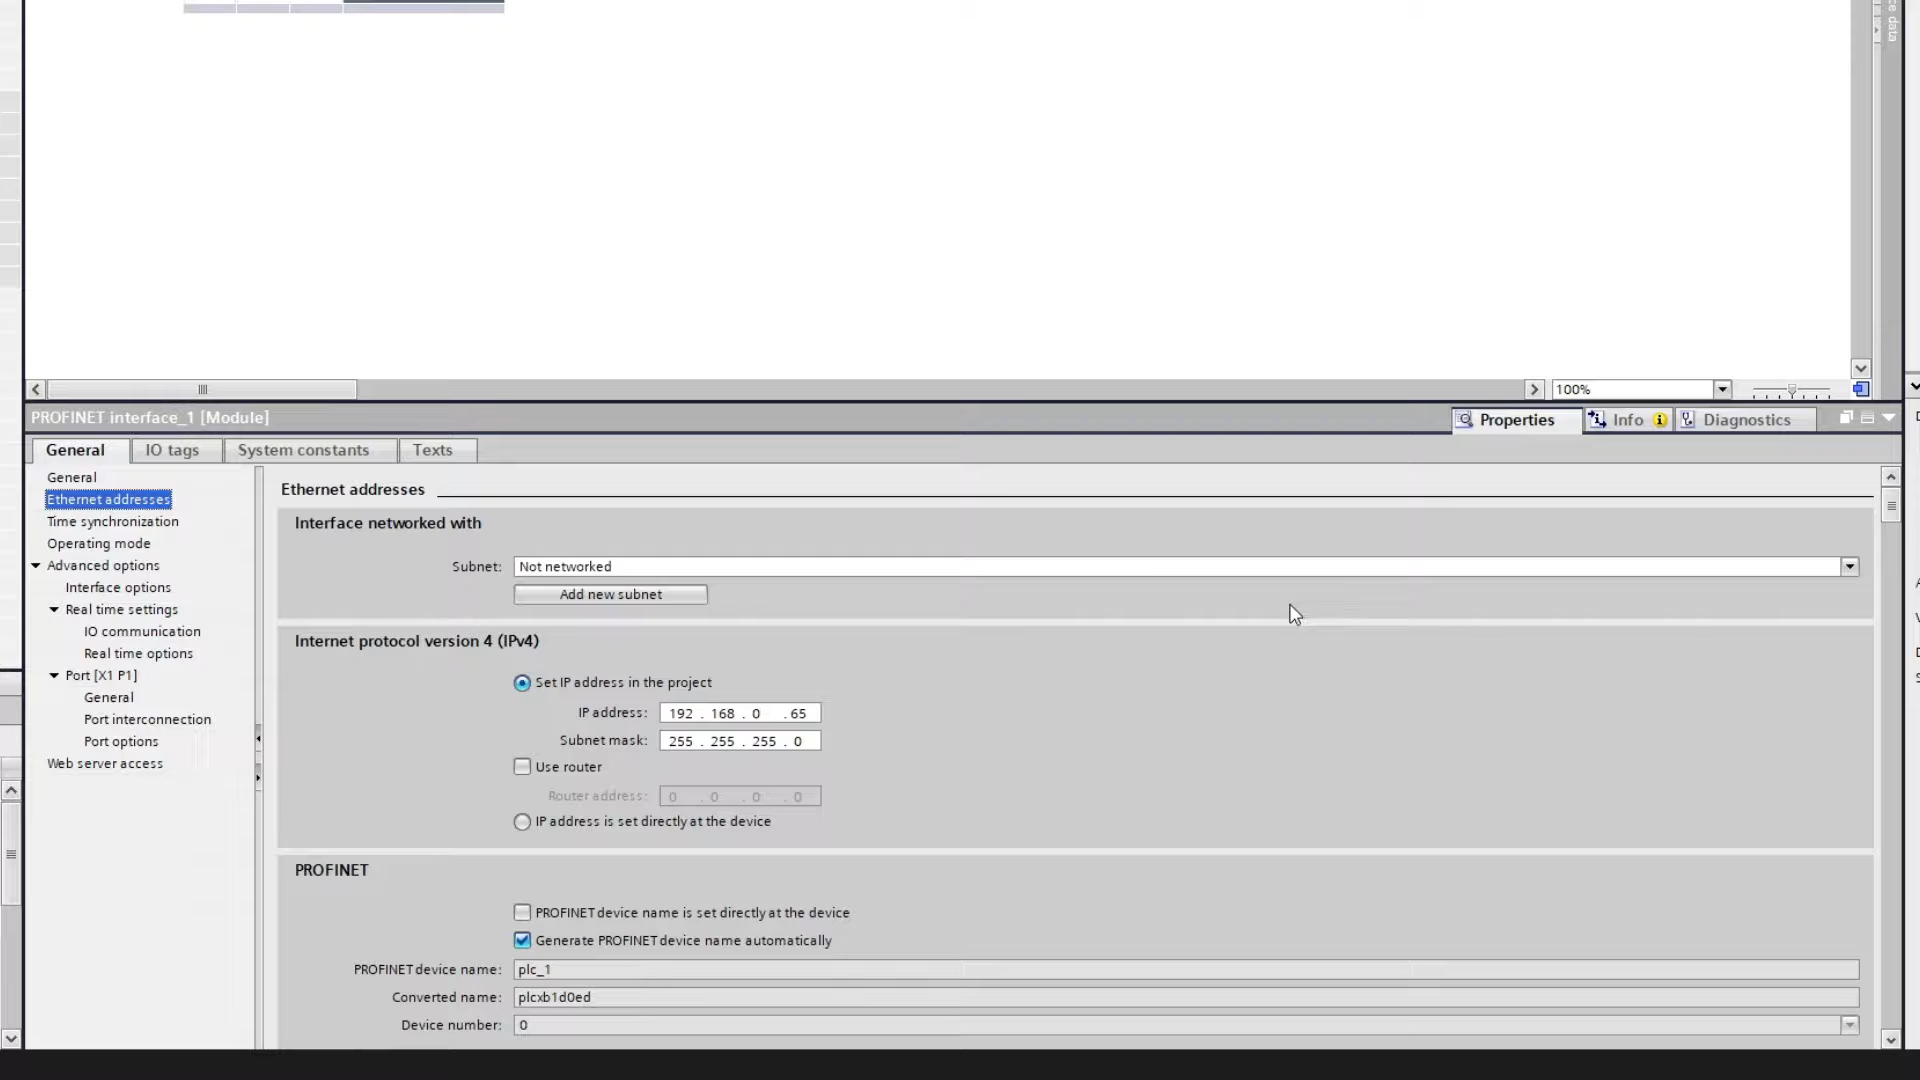 ce data
100%
PROFINET interface_1 [Module]
Properties
Info
Diagnostics
General
IO tags
System constants
Texts
General
Ethernet addresses
Time synchronization
Operating mode
Advanced options
Interface options
Real time settings
IO communication
Real time options
Port [X1 P1]
General
Port interconnection
Port options
Web server access
Ethernet addresses
Interface networked with
Subnet: Not networked
Add new subnet
Internet protocol version 4 (IPv4)
Set IP address in the project
IP address: 192 . 168 . 0 . 65
Subnet mask: 255 . 255 . 255 . 0
Use router
Router address: 0 . 0 . 0 . 0
IP address is set directly at the device
PROFINET
PROFINET device name is set directly at the device
Generate PROFINET device name automatically
PROFINET device name: plc_1
Converted name: plcxb1d0ed
Device number: 0